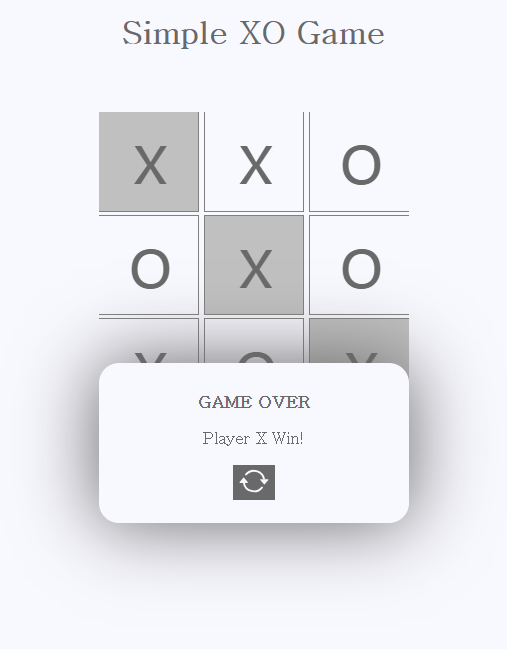 Simple XO Game
X X O
O X O
X O X
GAME OVER
Player X Win!